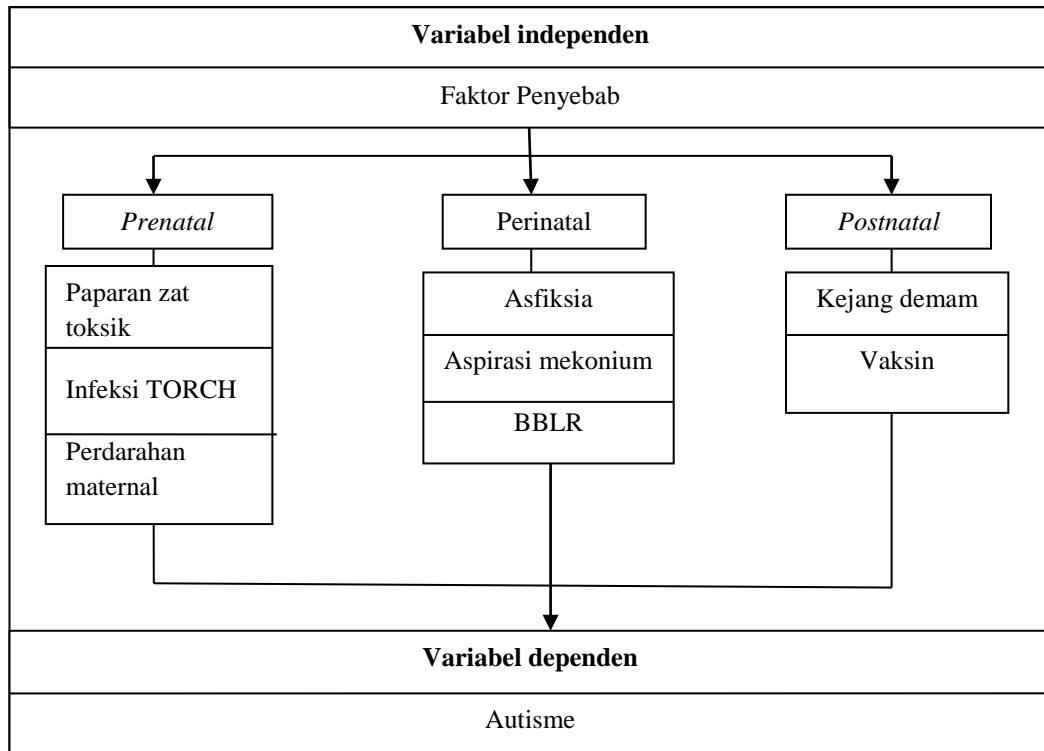 Variabel independen
Faktor Penyebab
Prenatal
Perinatal
Postnatal
Paparan zat
toksik
Infeksi TORCH
Perdarahan
maternal
Asfiksia
Aspirasi mekonium
BBLR
Kejang demam
Vaksin
Variabel dependen
Autisme